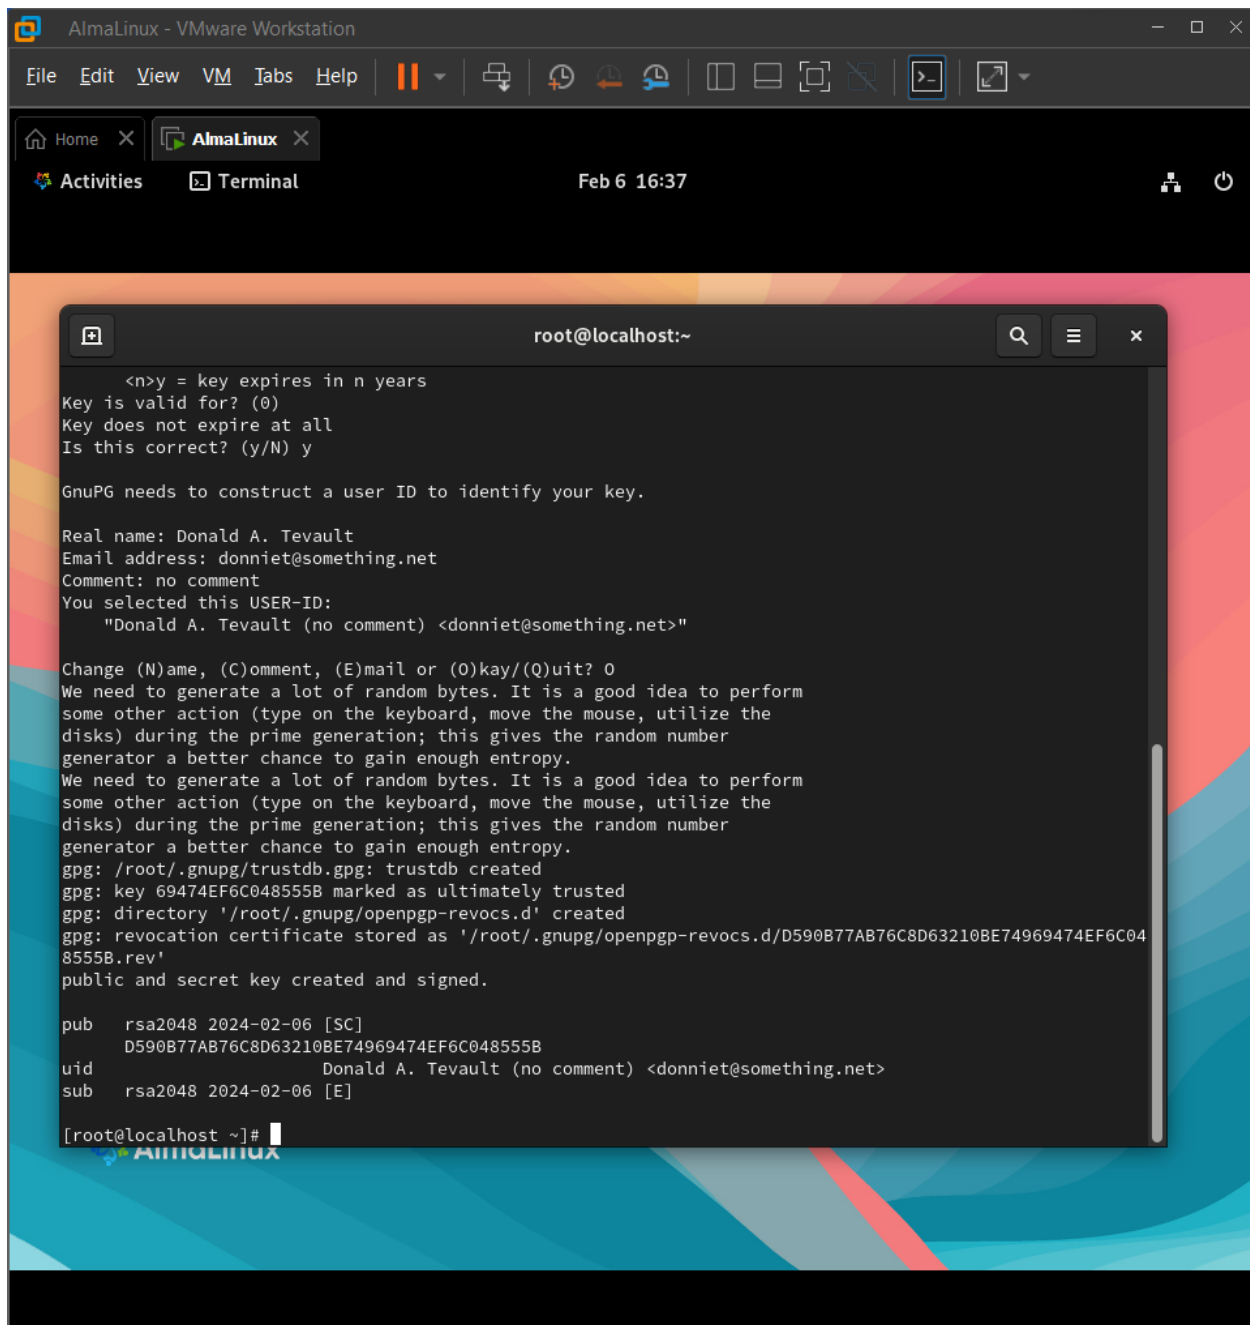 AlmaLinux - VMware Workstation
File Edit View VM Tabs Help
Home AlmaLinux
Activities Terminal Feb 6 16:37
root@localhost:~
<n>y = key expires in n years
Key is valid for? (0)
Key does not expire at all
Is this correct? (y/N) y
GnuPG needs to construct a user ID to identify your key.
Real name: Donald A. Tevault
Email address: donniet@something.net
Comment: no comment
You selected this USER-ID:
"Donald A. Tevault (no comment) <donniet@something.net>"
Change (N)ame, (C)omment, (E)mail or (O)kay/(Q)uit? O
We need to generate a lot of random bytes. It is a good idea to perform
some other action (type on the keyboard, move the mouse, utilize the
disks) during the prime generation; this gives the random number
generator a better chance to gain enough entropy.
We need to generate a lot of random bytes. It is a good idea to perform
some other action (type on the keyboard, move the mouse, utilize the
disks) during the prime generation; this gives the random number
generator a better chance to gain enough entropy.
gpg: /root/.gnupg/trustdb.gpg: trustdb created
gpg: key 69474EF6C048555B marked as ultimately trusted
gpg: directory '/root/.gnupg/openpgp-revocs.d' created
gpg: revocation certificate stored as '/root/.gnupg/openpgp-revocs.d/D590B77AB76C8D63210BE74969474EF6C04
8555B.rev'
public and secret key created and signed.
pub rsa2048 2024-02-06 [SC]
D590B77AB76C8D63210BE74969474EF6C048555B
uid Donald A. Tevault (no comment) <donniet@something.net>
sub rsa2048 2024-02-06 [E]
[root@localhost ~]#
AlmaLinux